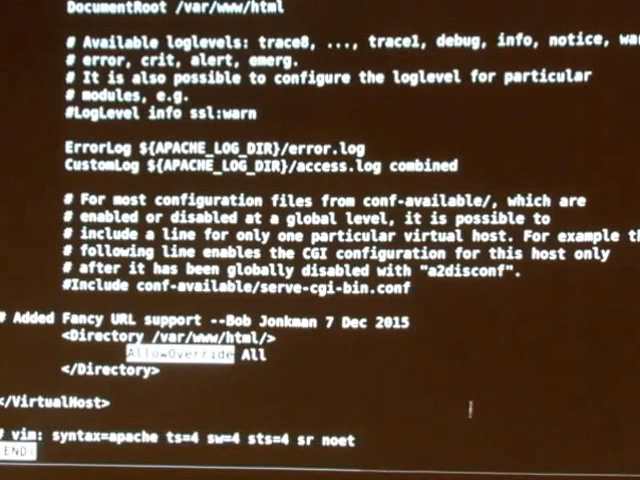 DocumentRoot /var/www/html
# Available loglevels: trace8, ..., trace1, debug, info, notice,
# error, crit, alert, emerg.
# It is also possible to configure the loglevel for particular
# modules, e.g.
#LogLevel info ssl:warn
ErrorLog ${APACHE_LOG_DIR}/error.log
CustomLog ${APACHE_LOG_DIR}/access.log combined
# For most configuration files from conf-available/, which are
# enabled or disabled at a global level, it is possible to
# include a line for only one particular virtual host. For example
# following line enables the CGI configuration for this host only
# after it has been globally disabled with "a2disconf".
#Include conf-available/serve-cgi-bin.conf
# Added Fancy URL support --Bob Jonkman 7 Dec 2015
<Directory /var/www/html/>
AllowOverride All
</Directory>
</VirtualHost>
# vim: syntax=apache ts=4 sw=4 sts=4 sr noet
(END)